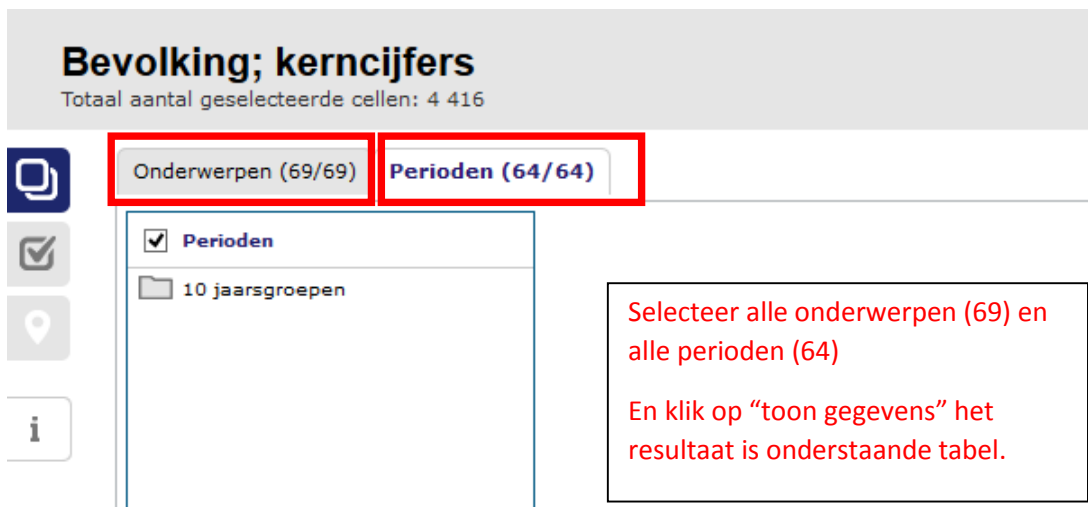 Bevolking; kerncijfers
Totaal aantal geselecteerde cellen: 4 416
Onderwerpen (69/69) Perioden (64/64)
Perioden
10 jaarsgroepen
Selecteer alle onderwerpen (69) en
alle perioden (64)
En klik op “toon gegevens” het
resultaat is onderstaande tabel.
i